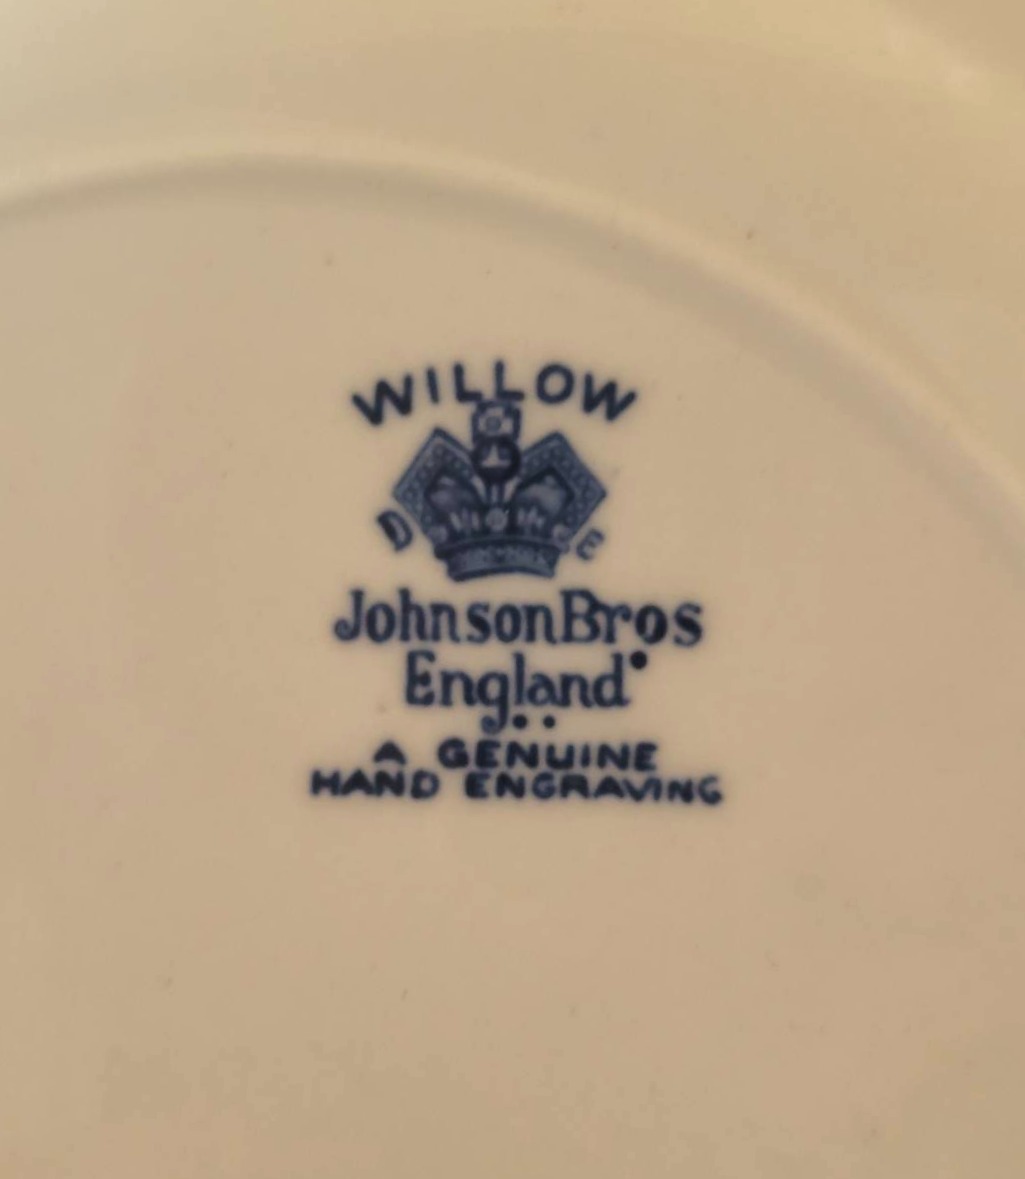 WILLOW
D E
Johnson Bros
England
A GENUINE
HAND ENGRAVING